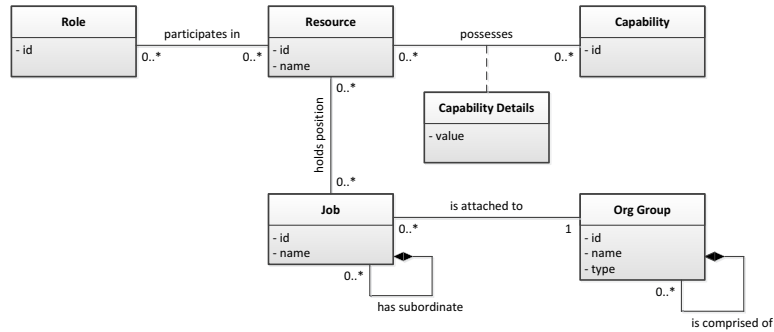 Role
- id
participates in
0..*
0..*
Resource
- id
- name
possesses
0..*
0..*
Capability
- id
Capability Details
- value
0..*
holds position
0..*
Job
- id
- name
is attached to
0..*
1
Org Group
- id
- name
- type
0..*
has subordinate
0..*
is comprised of